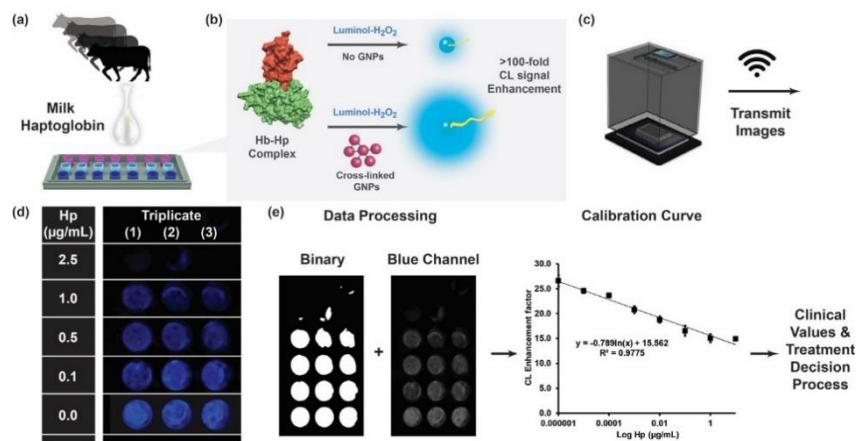 (a)
Milk
Haptoglobin
(b)
Luminol-H₂O₂
No GNPs
Hb-Hp
Complex
Luminol-H₂O₂
Cross-linked
GNPs
>100-fold
CL signal
Enhancement
(c)
Transmit
Images
(d)
Hp
(µg/mL)
Triplicate
(1) (2) (3)
2.5
1.0
0.5
0.1
0.0
(e)
Data Processing
Binary
Blue Channel
+
Calibration Curve
CL Enhancement factor
30.0
25.0
20.0
15.0
10.0
5.0
0.0
y = -0.789ln(x) + 15.562
R² = 0.9775
0.000001 0.0001 0.01 1
Log Hp (µg/mL)
Clinical
Values &
Treatment
Decision
Process